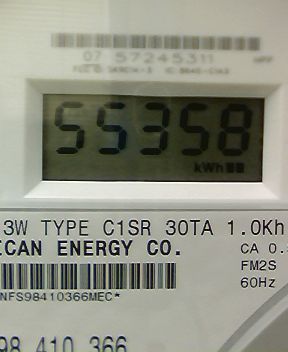 07 57245311
55358
kWh
3W TYPE C1SR 30TA 1.0Kh
ECAN ENERGY CO.
CA 0.
FM2S
60Hz
NFS98410366MEC*
98 410 366